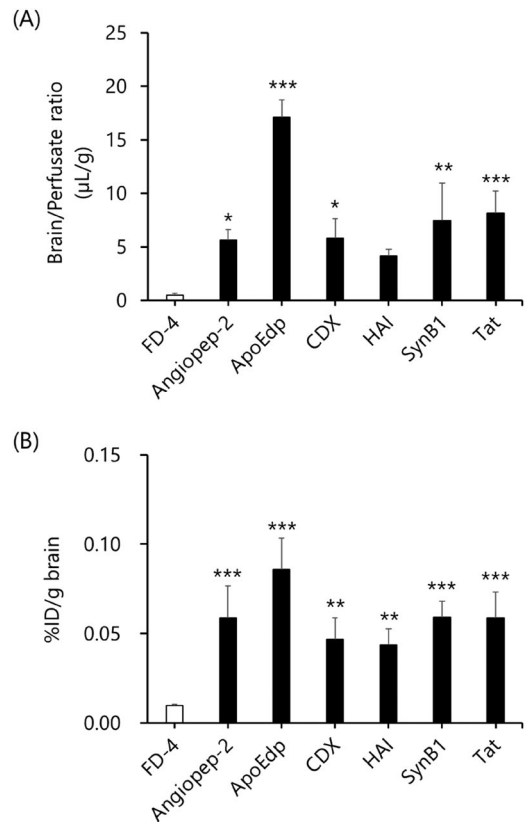 (A)
Brain/Perfusate ratio
(µL/g)
25
20
15
10
5
0
*
***
*
**
***
FD-4
Angiopep-2
ApoEdp
CDX
HAI
SynB1
Tat
(B)
%ID/g brain
0.15
0.10
0.05
0.00
***
***
**
**
***
***
FD-4
Angiopep-2
ApoEdp
CDX
HAI
SynB1
Tat